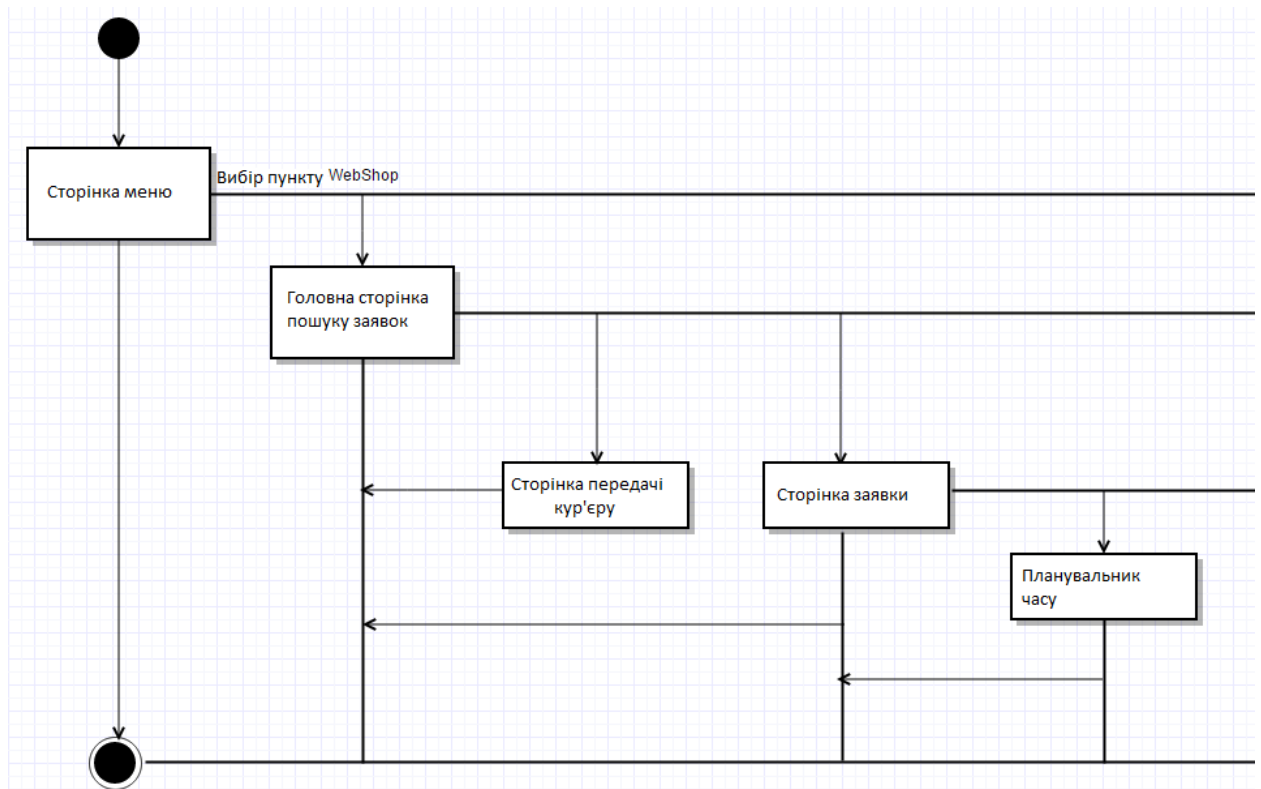 Сторінка меню
Вибір пункту WebShop
Головна сторінка
пошуку заявок
Сторінка передачі
кур'єру
Сторінка заявки
Планувальник
часу